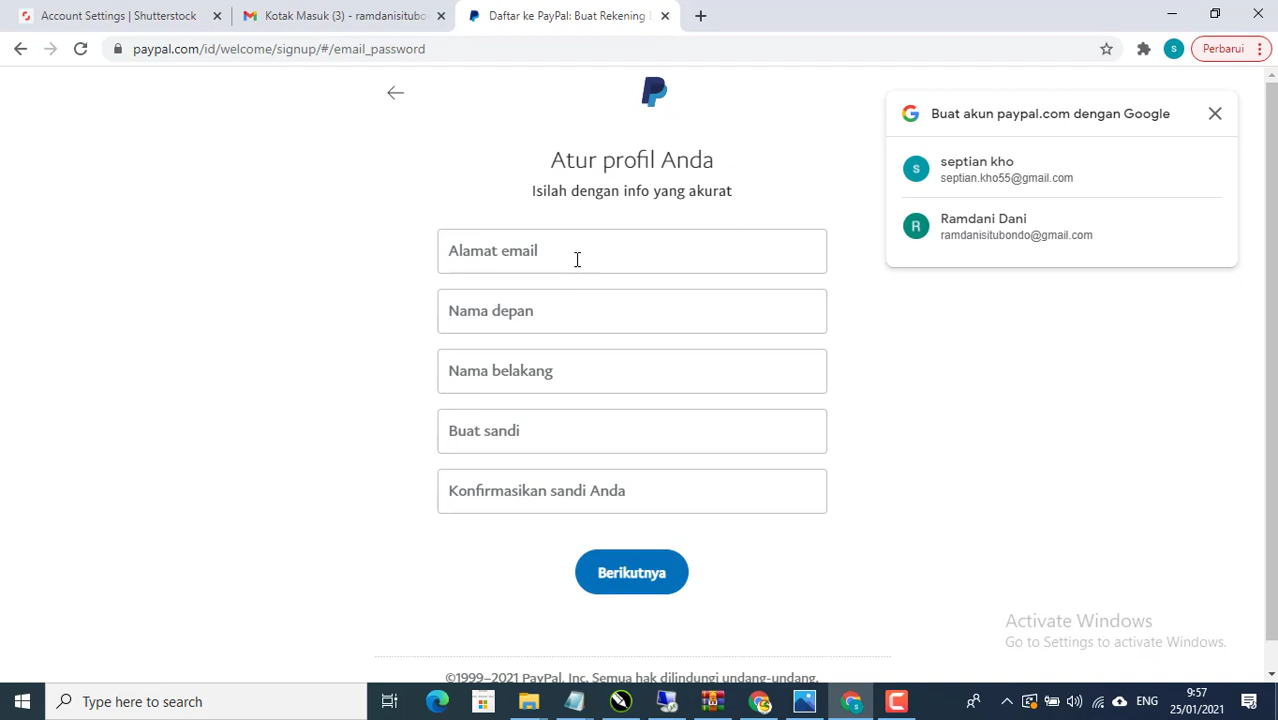 Account Settings | Shutterstock
Kotak Masuk (3) - ramdanisitubo
Daftar ke PayPal: Buat Rekening
paypal.com/id/welcome/signup/#/email_password
s
Perbarui
Buat akun paypal.com dengan Google
s
septian kho
septian.kho55@gmail.com
R
Ramdani Dani
ramdanisitubondo@gmail.com
Atur profil Anda
Isilah dengan info yang akurat
Alamat email
Nama depan
Nama belakang
Buat sandi
Konfirmasikan sandi Anda
Berikutnya
Activate Windows
Go to Settings to activate Windows.
©1999–2021 PayPal, Inc. Semua hak dilindungi undang-undang.
Type here to search
ENG
9:57
25/01/2021